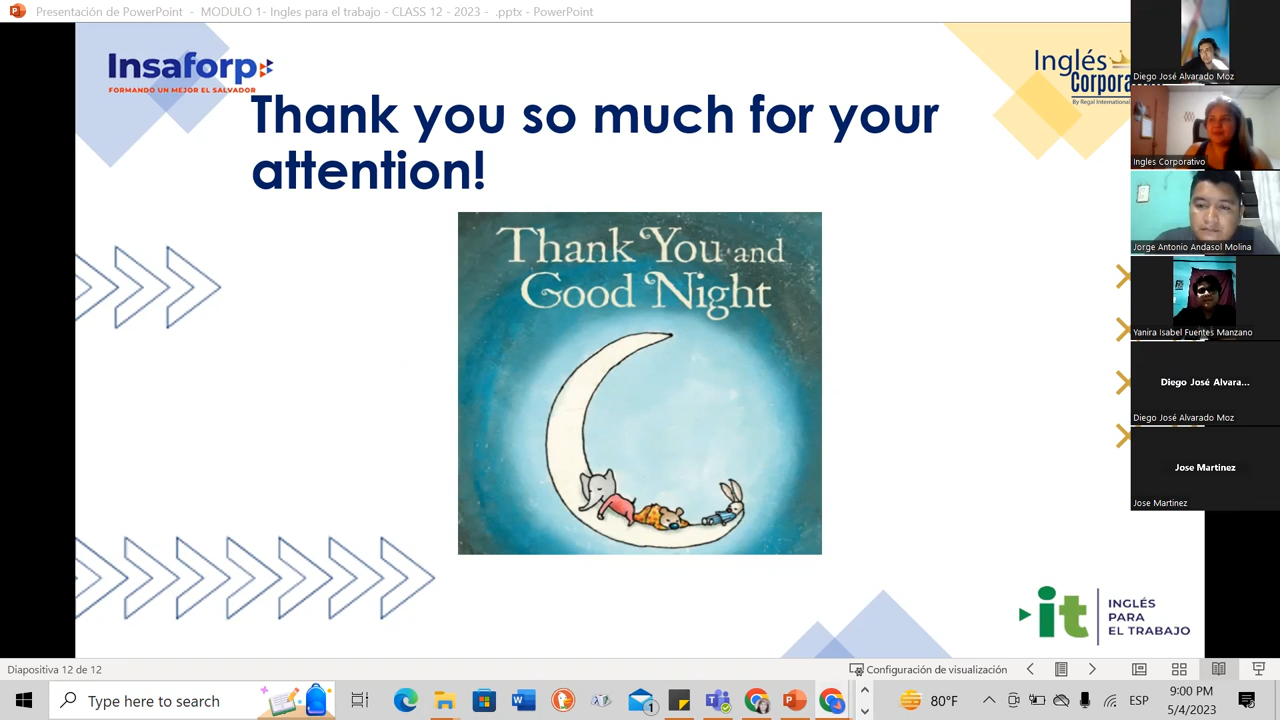 Presentación de PowerPoint - MODULO 1- Ingles para el trabajo - CLASS 12 - 2023 - .pptx - PowerPoint
Insaforp
FORMANDO UN MEJOR EL SALVADOR
Inglés
Corpora
By Regal International
Thank you so much for your
attention!
Thank You and
Good Night
Diego José Alvarado Moz
Ingles Corporativo
Jorge Antonio Andasol Molina
Yanira Isabel Fuentes Manzano
Diego José Alvara...
Diego José Alvarado Moz
Jose Martinez
Jose Martinez
it
INGLÉS
PARA
EL TRABAJO
Diapositiva 12 de 12
Configuración de visualización
Type here to search
1
80°F
ESP
9:00 PM
5/4/2023